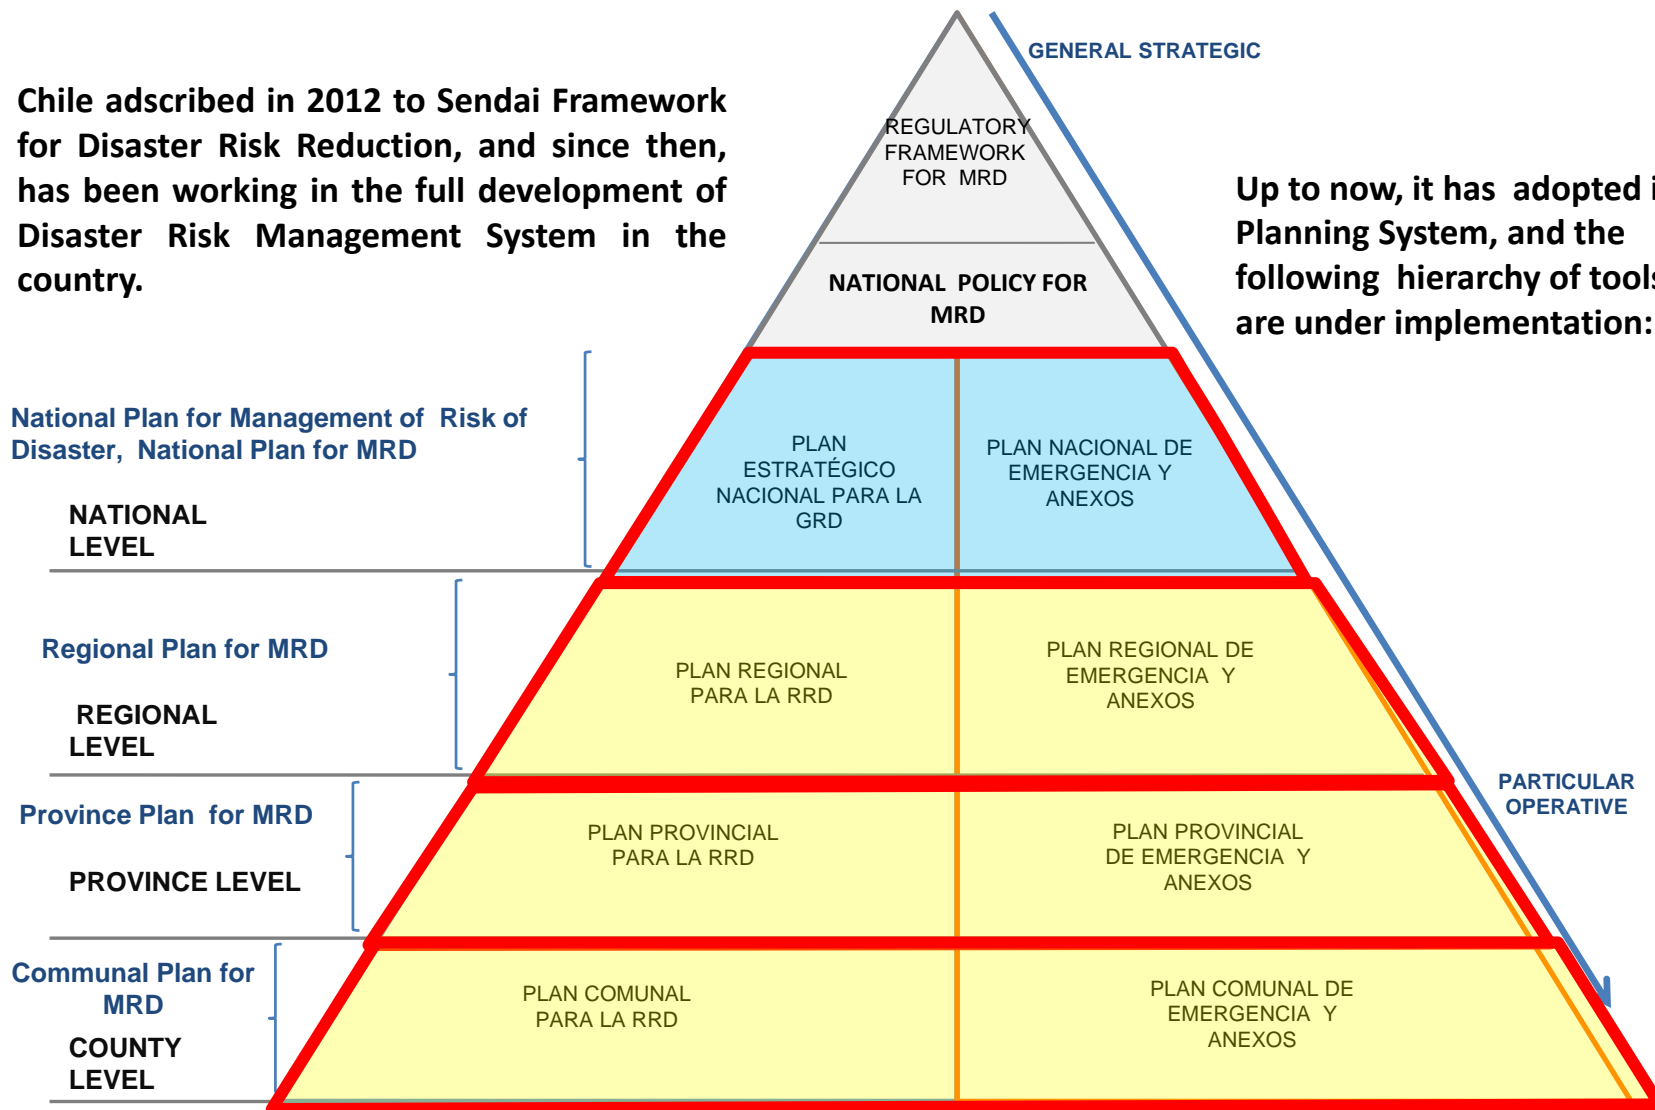 GENERAL STRATEGIC
Chile adscribed in 2012 to Sendai Framework
for Disaster Risk Reduction, and since then,
has been working in the full development of
Disaster Risk Management System in the
country.
REGULATORY
FRAMEWORK
FOR MRD
Up to now, it has adopted i
Planning System, and the
following hierarchy of tools
are under implementation:
NATIONAL POLICY FOR
MRD
National Plan for Management of Risk of
Disaster, National Plan for MRD
NATIONAL
LEVEL
PLAN
ESTRATÉGICO
NACIONAL PARA LA
GRD
PLAN NACIONAL DE
EMERGENCIA Y
ANEXOS
Regional Plan for MRD
REGIONAL
LEVEL
PLAN REGIONAL
PARA LA RRD
PLAN REGIONAL DE
EMERGENCIA Y
ANEXOS
PARTICULAR
OPERATIVE
Province Plan for MRD
PROVINCE LEVEL
PLAN PROVINCIAL
PARA LA RRD
PLAN PROVINCIAL
DE EMERGENCIA Y
ANEXOS
Communal Plan for
MRD
COUNTY
LEVEL
PLAN COMUNAL
PARA LA RRD
PLAN COMUNAL DE
EMERGENCIA Y
ANEXOS